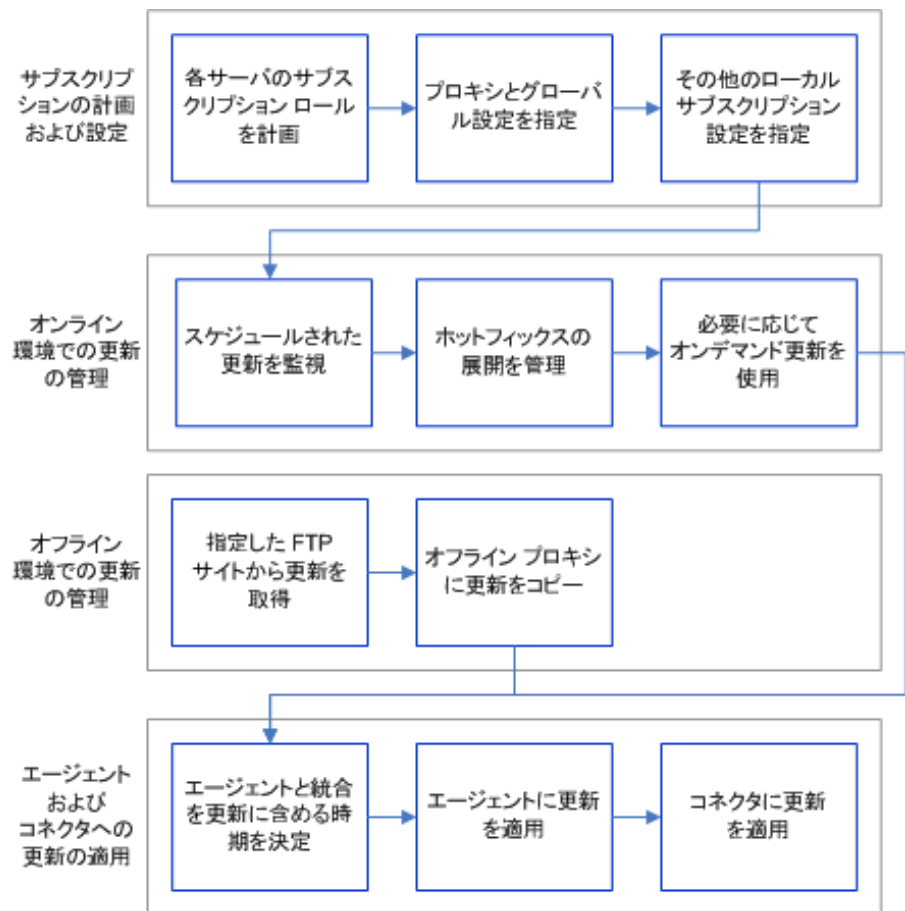 サブスクリプ
ションの計画
および設定
各サーバのサブス
クリプション ロール
を計画
プロキシとグローバ
ル設定を指定
その他のローカル
サブスクリプション
設定を指定
オンライン
環境での更新
の管理
スケジュールされた
更新を監視
ホットフィックスの
展開を管理
必要に応じて
オンデマンド更新を
使用
オフライン
環境での更新
の管理
指定した FTP
サイトから更新を
取得
オフライン プロキシ
に更新をコピー
エージェント
および
コネクタへの
更新の適用
エージェントと統合
を更新に含める時
期を決定
エージェントに更新
を適用
コネクタに更新
を適用